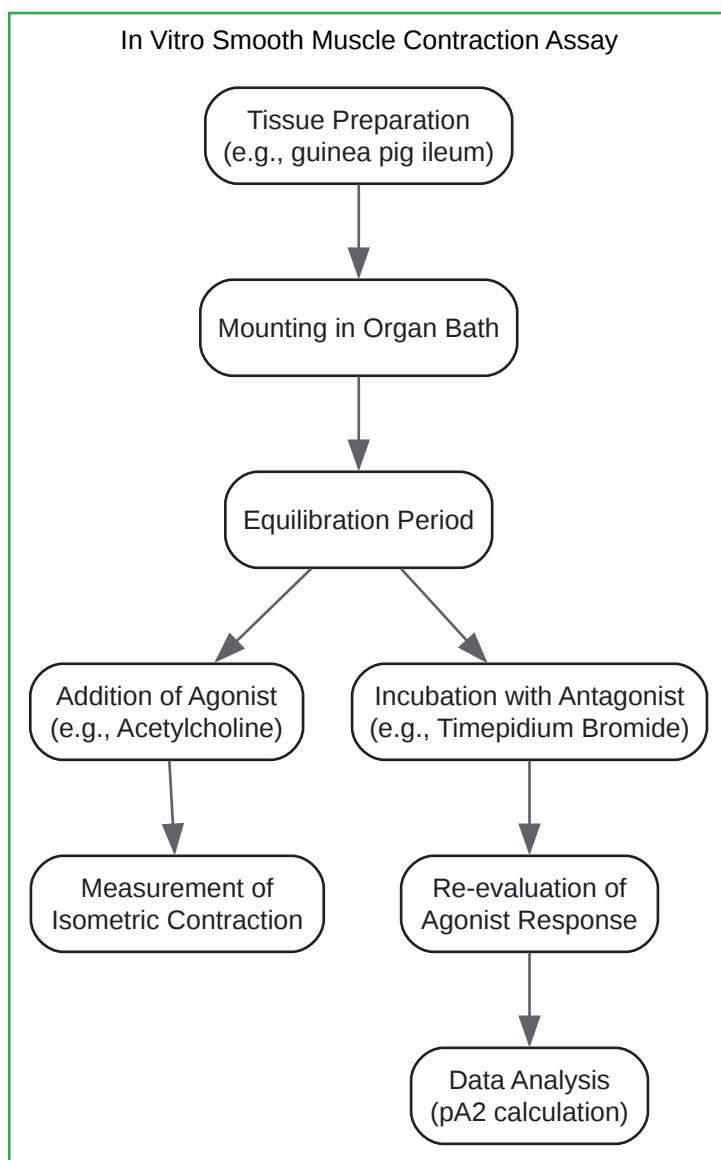 In Vitro Smooth Muscle Contraction Assay
Tissue Preparation
(e.g., guinea pig ileum)
Mounting in Organ Bath
Equilibration Period
Addition of Agonist
(e.g., Acetylcholine)
Incubation with Antagonist
(e.g., Timepidium Bromide)
Measurement of
Isometric Contraction
Re-evaluation of
Agonist Response
Data Analysis
(pA2 calculation)